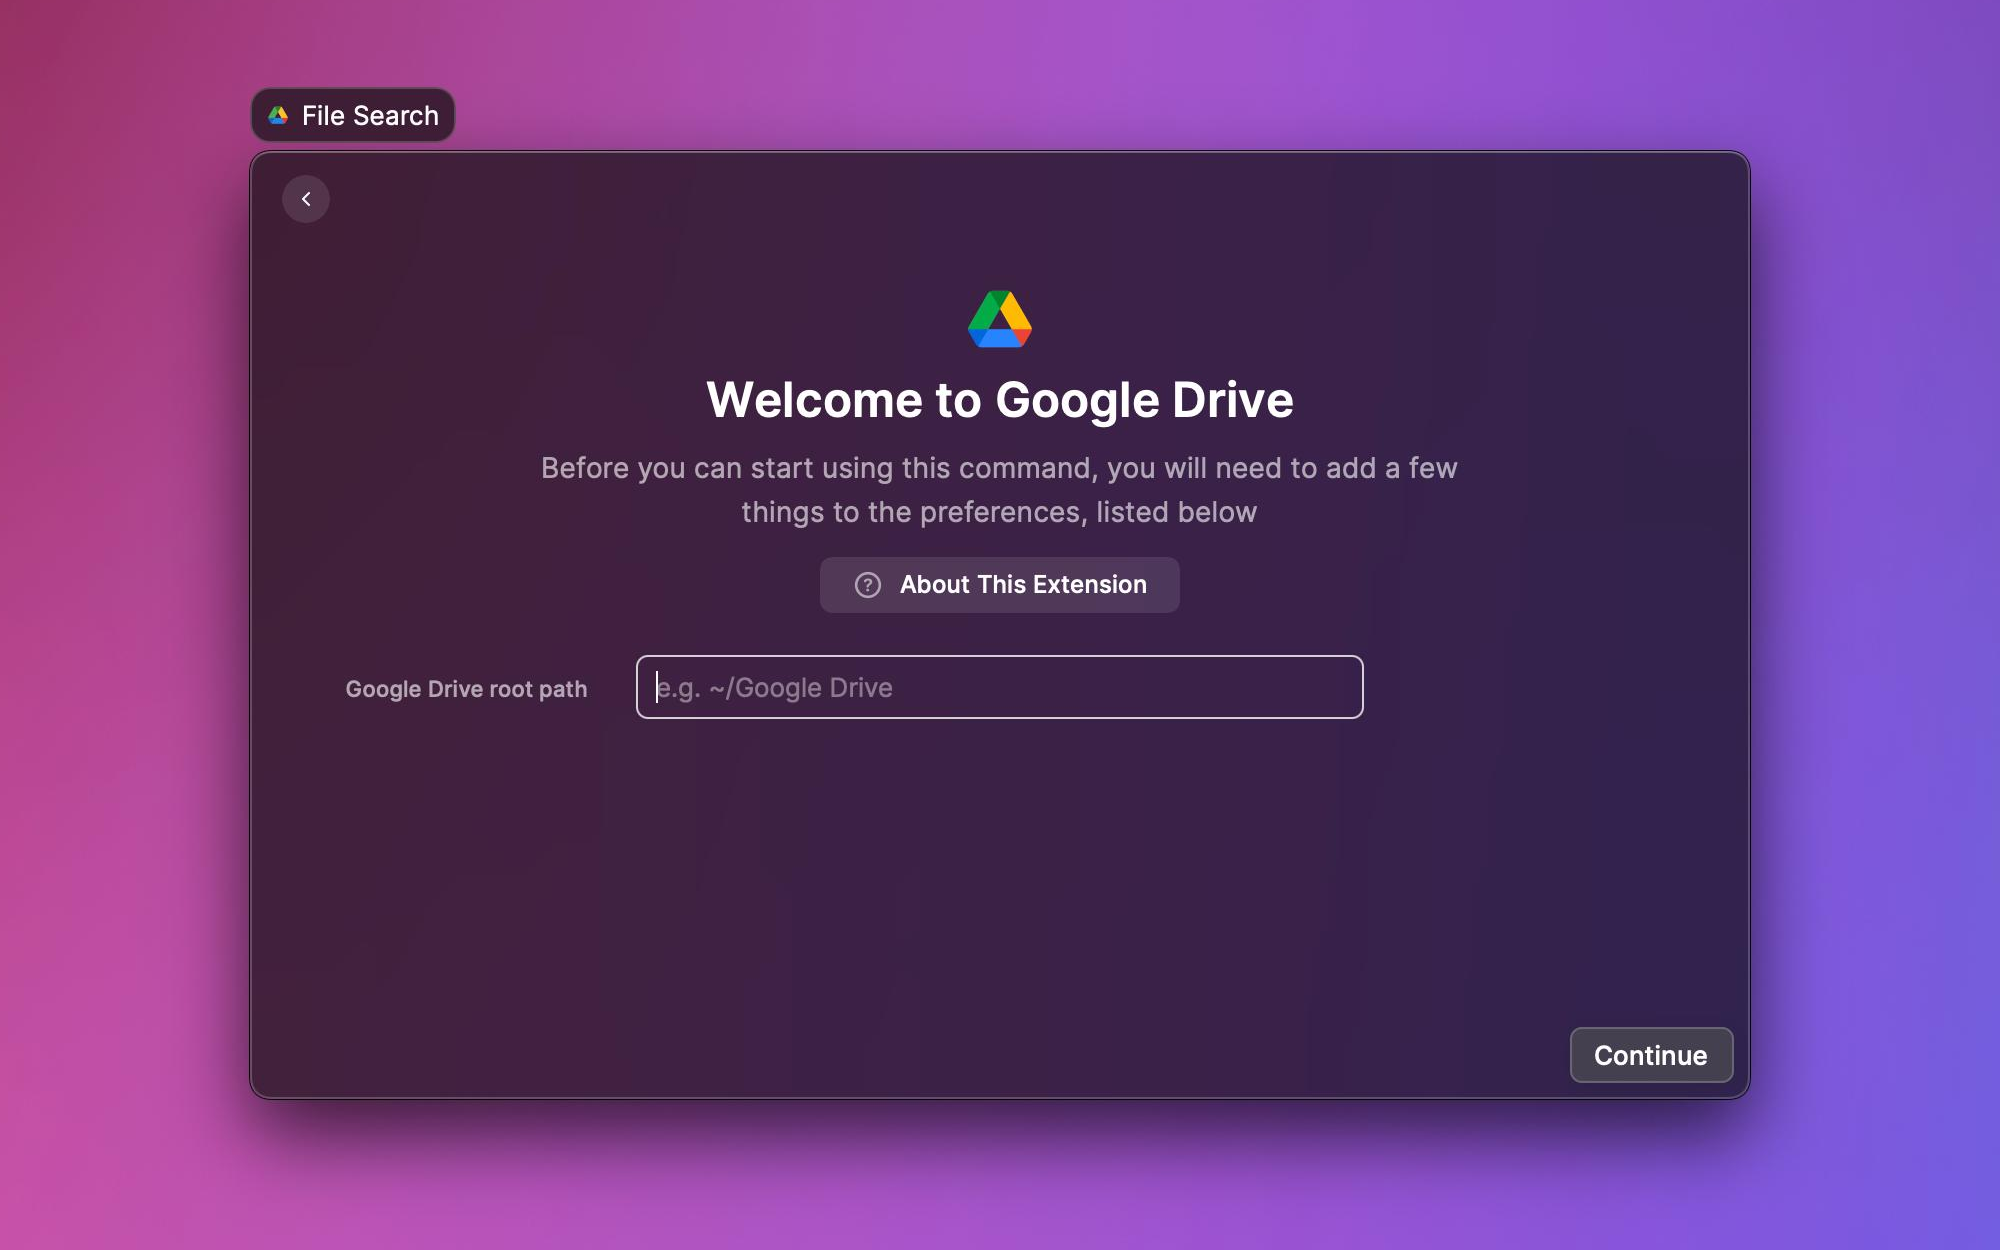 File Search
Welcome to Google Drive
Before you can start using this command, you will need to add a few
things to the preferences, listed below
? About This Extension
Google Drive root path
e.g. ~/Google Drive
Continue